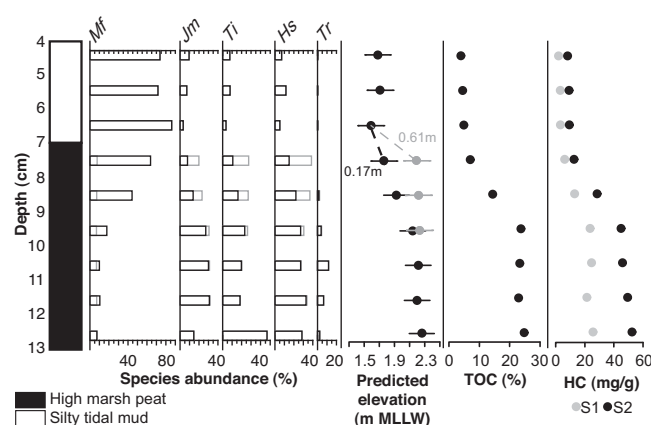 Mf Jm Ti Hs Tr
4
5
6
7
8
9
10
11
12
13
Depth (cm)
0.61m
0.17m
40 80 40 40 40 20 1.5 1.9 2.3 0 10 20 30 0 20 40 60
Species abundance (%)
Predicted
elevation
(m MLLW)
TOC (%)
HC (mg/g)
S1 S2
High marsh peat
Silty tidal mud